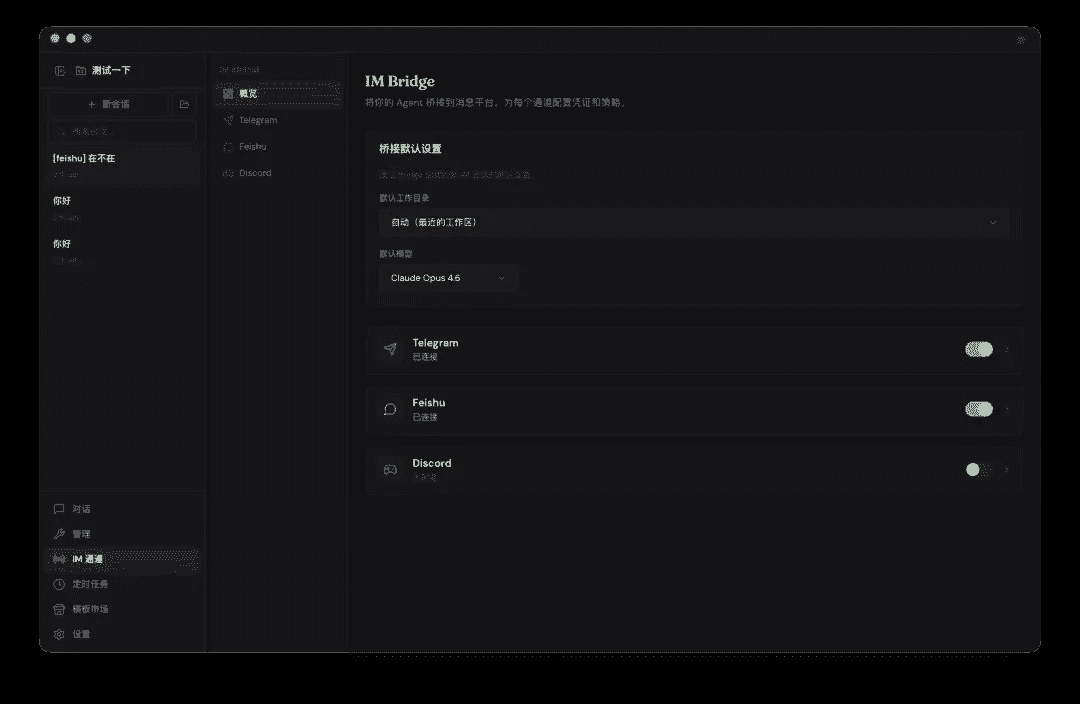 测试一下
+ 新会话
[feishu] 在不在
你好
你好
对话
管理
IM 通道
定时任务
模板市场
设置
概览
Telegram
Feishu
Discord
IM Bridge
将你的 Agent 桥接到消息平台。为每个通道配置凭证和策略。
桥接默认设置
默认工作目录
自动（最近的工作区）
默认模型
Claude Opus 4.6
Telegram
已连接
Feishu
已连接
Discord